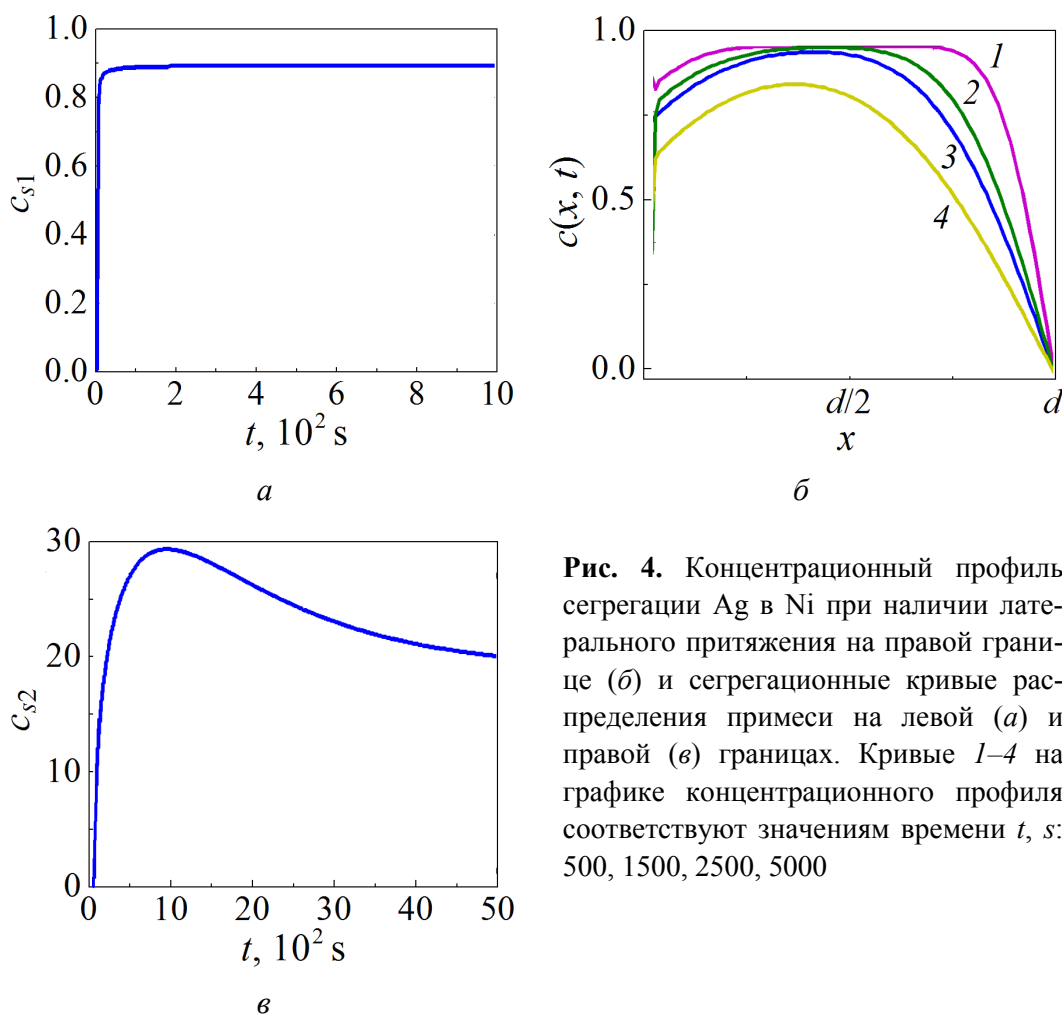 1.0
0.8
0.6
0.4
0.2
0.0
c_{s1}
0 2 4 6 8 10
t, 10² s
а
1.0
0.5
0.0
c(x, t)
1
2
3
4
d/2 d
x
б
30
20
10
0
c_{s2}
0 10 20 30 40 50
t, 10² s
в
Рис. 4. Концентрационный профиль
сегрегации Ag в Ni при наличии лате-
рального притяжения на правой грани-
це (б) и сегрегационные кривые рас-
пределения примеси на левой (а) и
правой (в) границах. Кривые 1–4 на
графике концентрационного профиля
соответствуют значениям времени t, s:
500, 1500, 2500, 5000